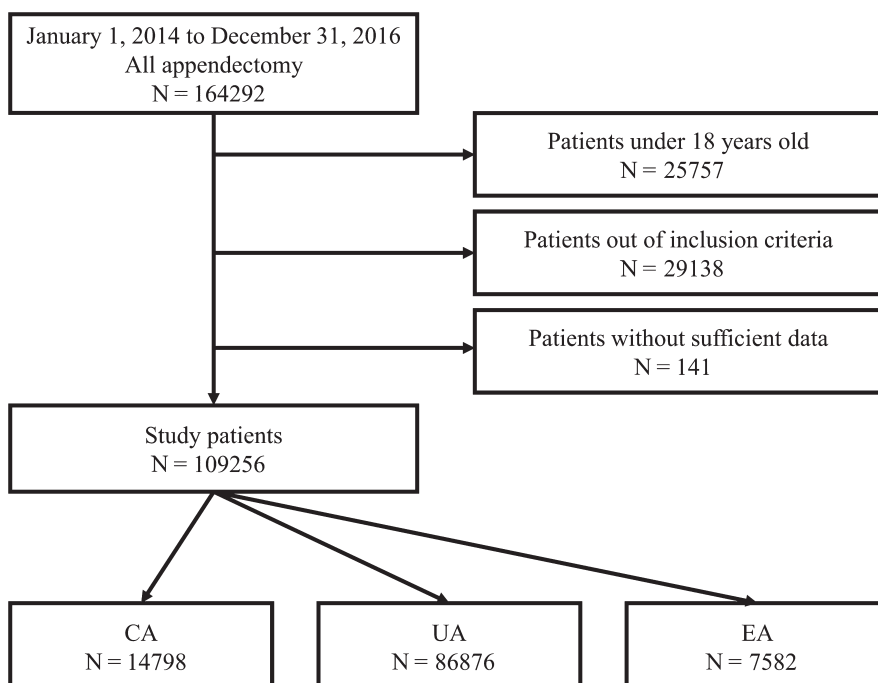 January 1, 2014 to December 31, 2016
All appendectomy
N = 164292
Patients under 18 years old
N = 25757
Patients out of inclusion criteria
N = 29138
Patients without sufficient data
N = 141
Study patients
N = 109256
CA
N = 14798
UA
N = 86876
EA
N = 7582